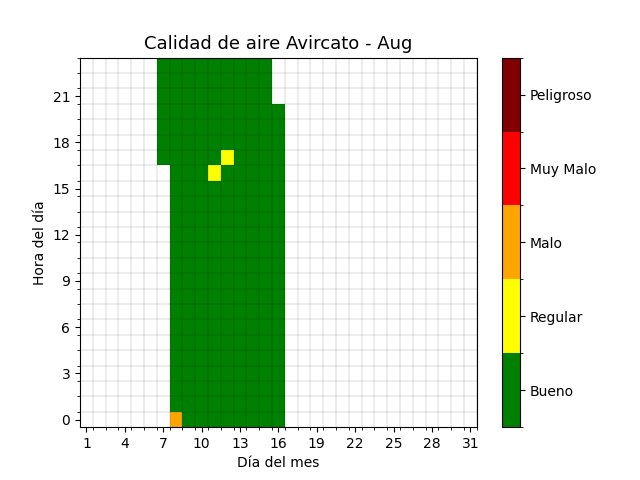 Calidad de aire Avircato - Aug
Hora del día
21
18
15
12
9
6
3
0
1 4 7 10 13 16 19 22 25 28 31
Día del mes
Peligroso
Muy Malo
Malo
Regular
Bueno